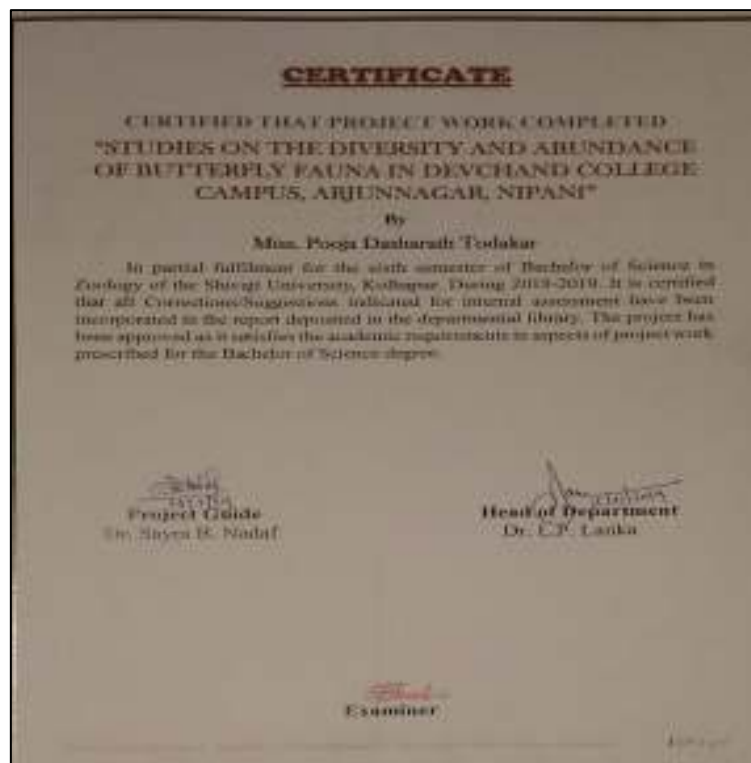 CERTIFICATE
CERTIFIED THAT PROJECT WORK COMPLETED
"STUDIES ON THE DIVERSITY AND ABUNDANCE
OF BUTTERFLY FAUNA IN DEVCHAND COLLEGE
CAMPUS, ARJUNNAGAR, NIPANI"
By
Miss. Pooja Dasharath Todakar
In partial fulfilment for the sixth semester of Bachelor of Science in
Zoology of the Shivaji University, Kolhapur. During 2018-2019. It is certified
that all Corrections/Suggestions indicated for internal assessment have been
incorporated in the report deposited in the departmental library. The project has
been approved as it satisfies the academic requirements in aspects of project work
prescribed for the Bachelor of Science degree.
Project Guide
Head of Department
Dr. Sayra B. Nadaf
Dr. C.P. Lanka
Examiner